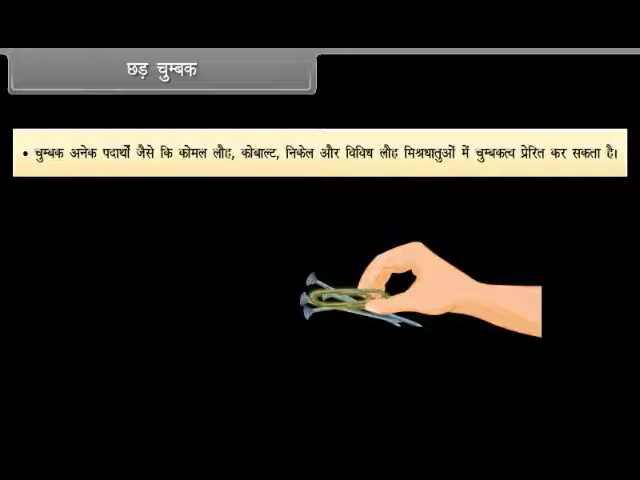 छड़ चुम्बक
• चुम्बक अनेक पदार्थों जैसे कि कोमल लौह, कोबाल्ट, निकेल और विविध लौह मिश्रधातुओं में चुम्बकत्व प्रेरित कर सकता है।